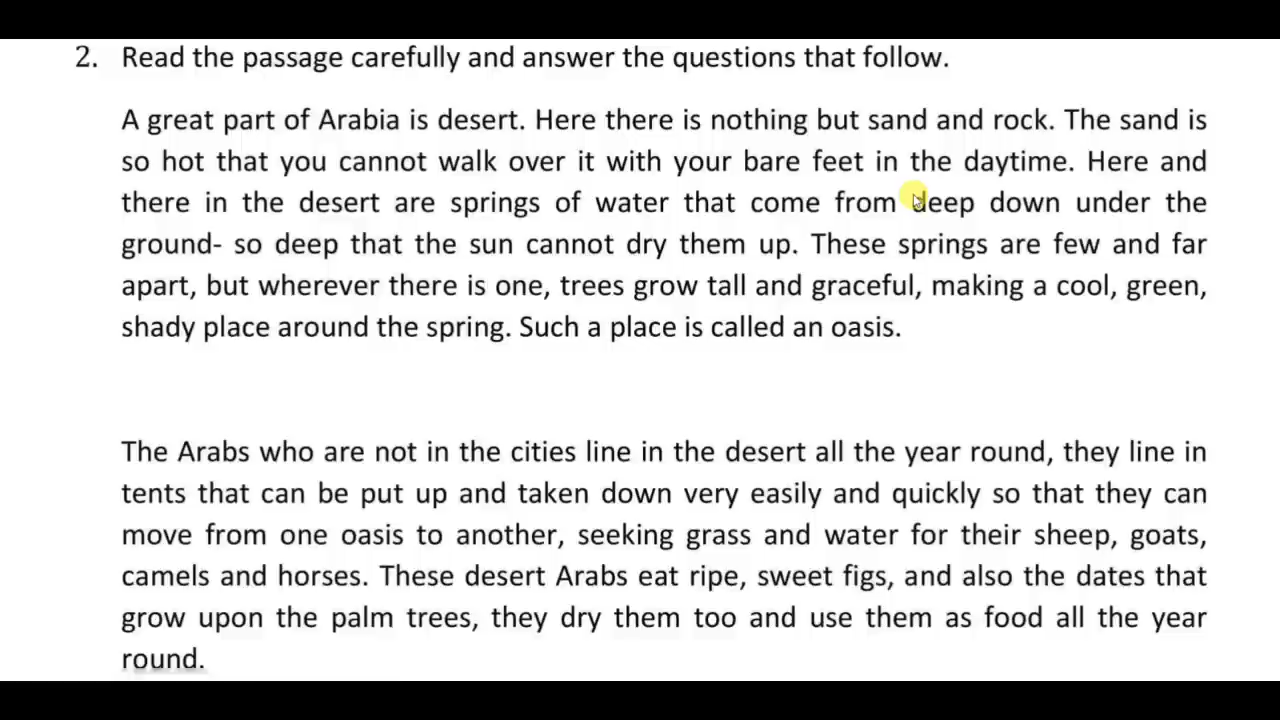 2. Read the passage carefully and answer the questions that follow.
A great part of Arabia is desert. Here there is nothing but sand and rock. The sand is
so hot that you cannot walk over it with your bare feet in the daytime. Here and
there in the desert are springs of water that come from deep down under the
ground- so deep that the sun cannot dry them up. These springs are few and far
apart, but wherever there is one, trees grow tall and graceful, making a cool, green,
shady place around the spring. Such a place is called an oasis.
The Arabs who are not in the cities line in the desert all the year round, they line in
tents that can be put up and taken down very easily and quickly so that they can
move from one oasis to another, seeking grass and water for their sheep, goats,
camels and horses. These desert Arabs eat ripe, sweet figs, and also the dates that
grow upon the palm trees, they dry them too and use them as food all the year
round.